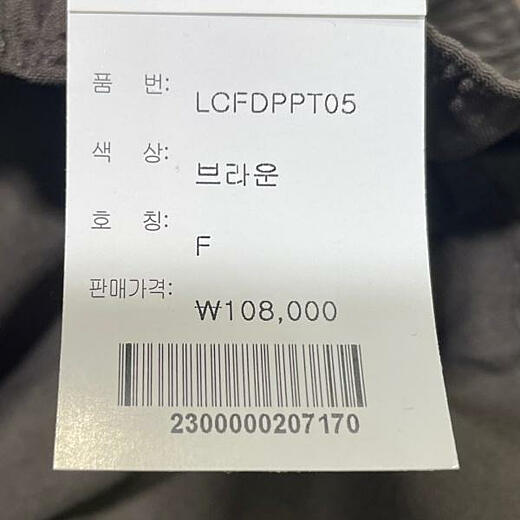 품 번: LCFDPPT05
색 상: 브라운
호 칭: F
판매가격: ₩108,000
2300000207170